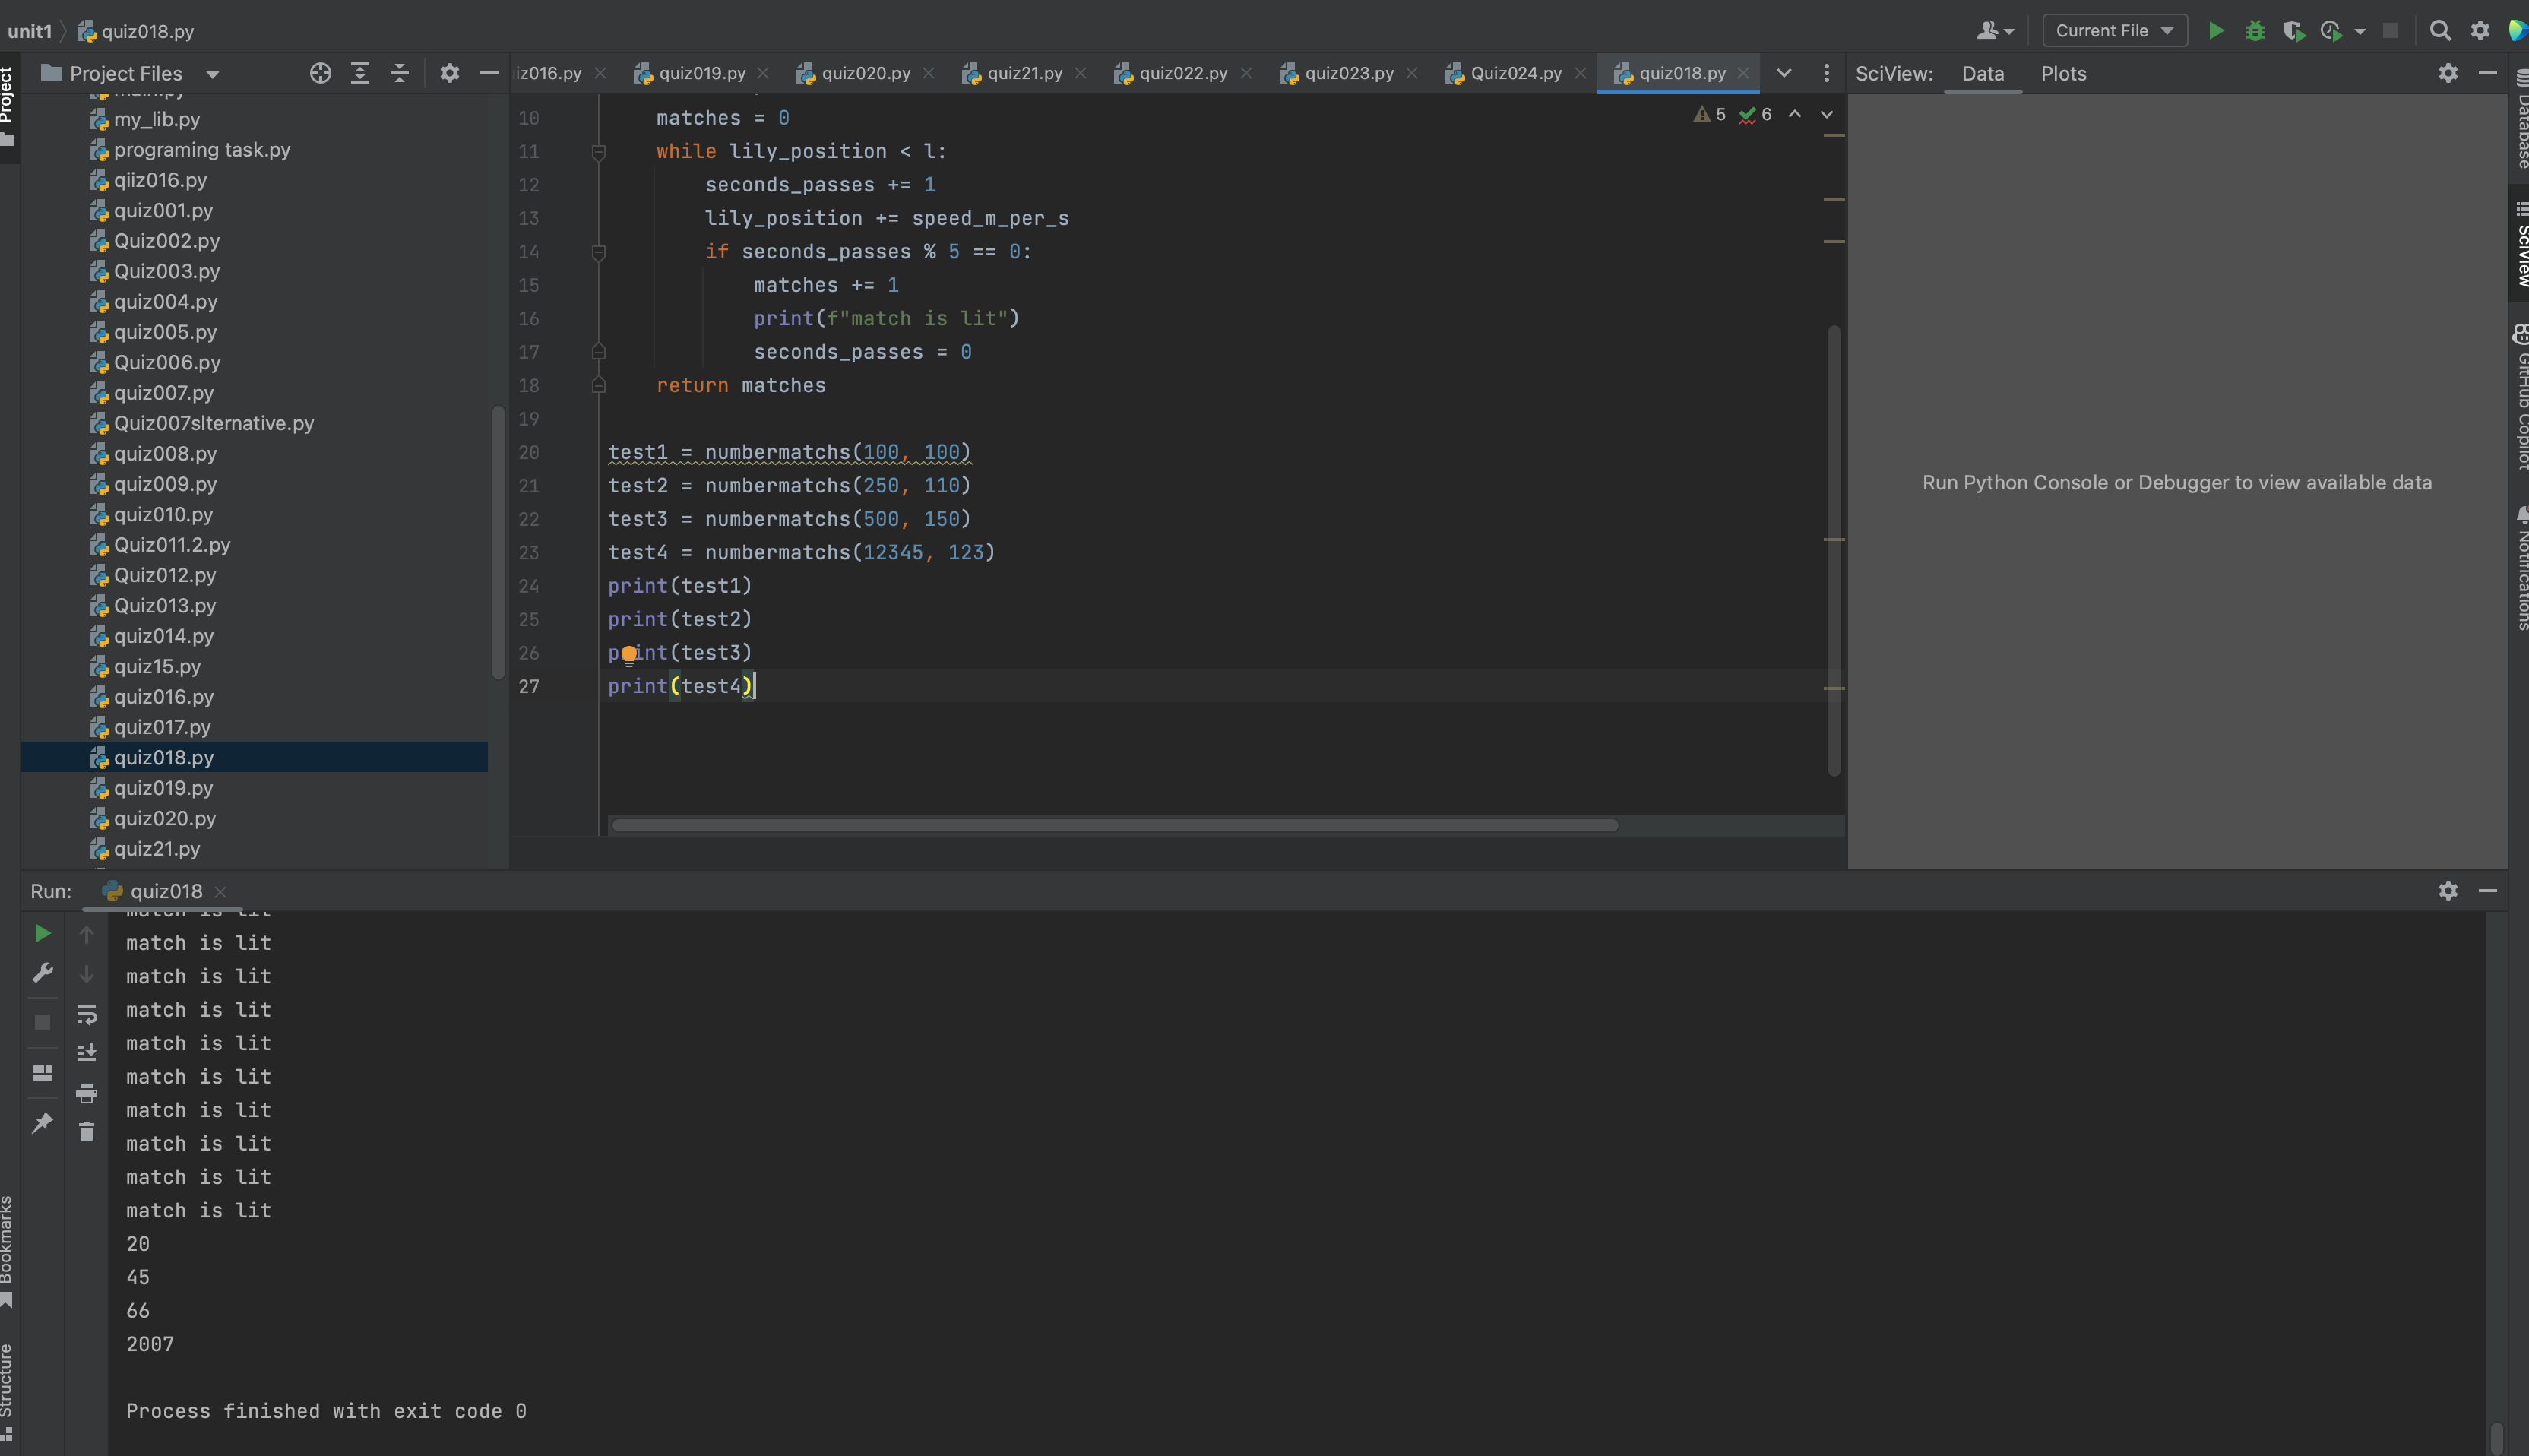 unit1 quiz018.py
Current File
Project Files
iz016.py
quiz019.py
quiz020.py
quiz21.py
quiz022.py
quiz023.py
Quiz024.py
quiz018.py
SciView:
Data
Plots
Project
main.py
my_lib.py
programing task.py
qiiz016.py
quiz001.py
Quiz002.py
Quiz003.py
quiz004.py
quiz005.py
Quiz006.py
quiz007.py
Quiz007slternative.py
quiz008.py
quiz009.py
quiz010.py
Quiz011.2.py
Quiz012.py
Quiz013.py
quiz014.py
quiz15.py
quiz016.py
quiz017.py
quiz018.py
quiz019.py
quiz020.py
quiz21.py
5 6
10 matches = 0
11 while lily_position < l:
12 seconds_passes += 1
13 lily_position += speed_m_per_s
14 if seconds_passes % 5 == 0:
15 matches += 1
16 print(f"match is lit")
17 seconds_passes = 0
18 return matches
19
20 test1 = numbermatchs(100, 100)
21 test2 = numbermatchs(250, 110)
22 test3 = numbermatchs(500, 150)
23 test4 = numbermatchs(12345, 123)
24 print(test1)
25 print(test2)
26 print(test3)
27 print(test4)
Run Python Console or Debugger to view available data
Database
SciView
GitHub Copilot
Notifications
Run: quiz018
match is lit
match is lit
match is lit
match is lit
match is lit
match is lit
match is lit
match is lit
match is lit
match is lit
20
45
66
2007
Process finished with exit code 0
Bookmarks
Structure